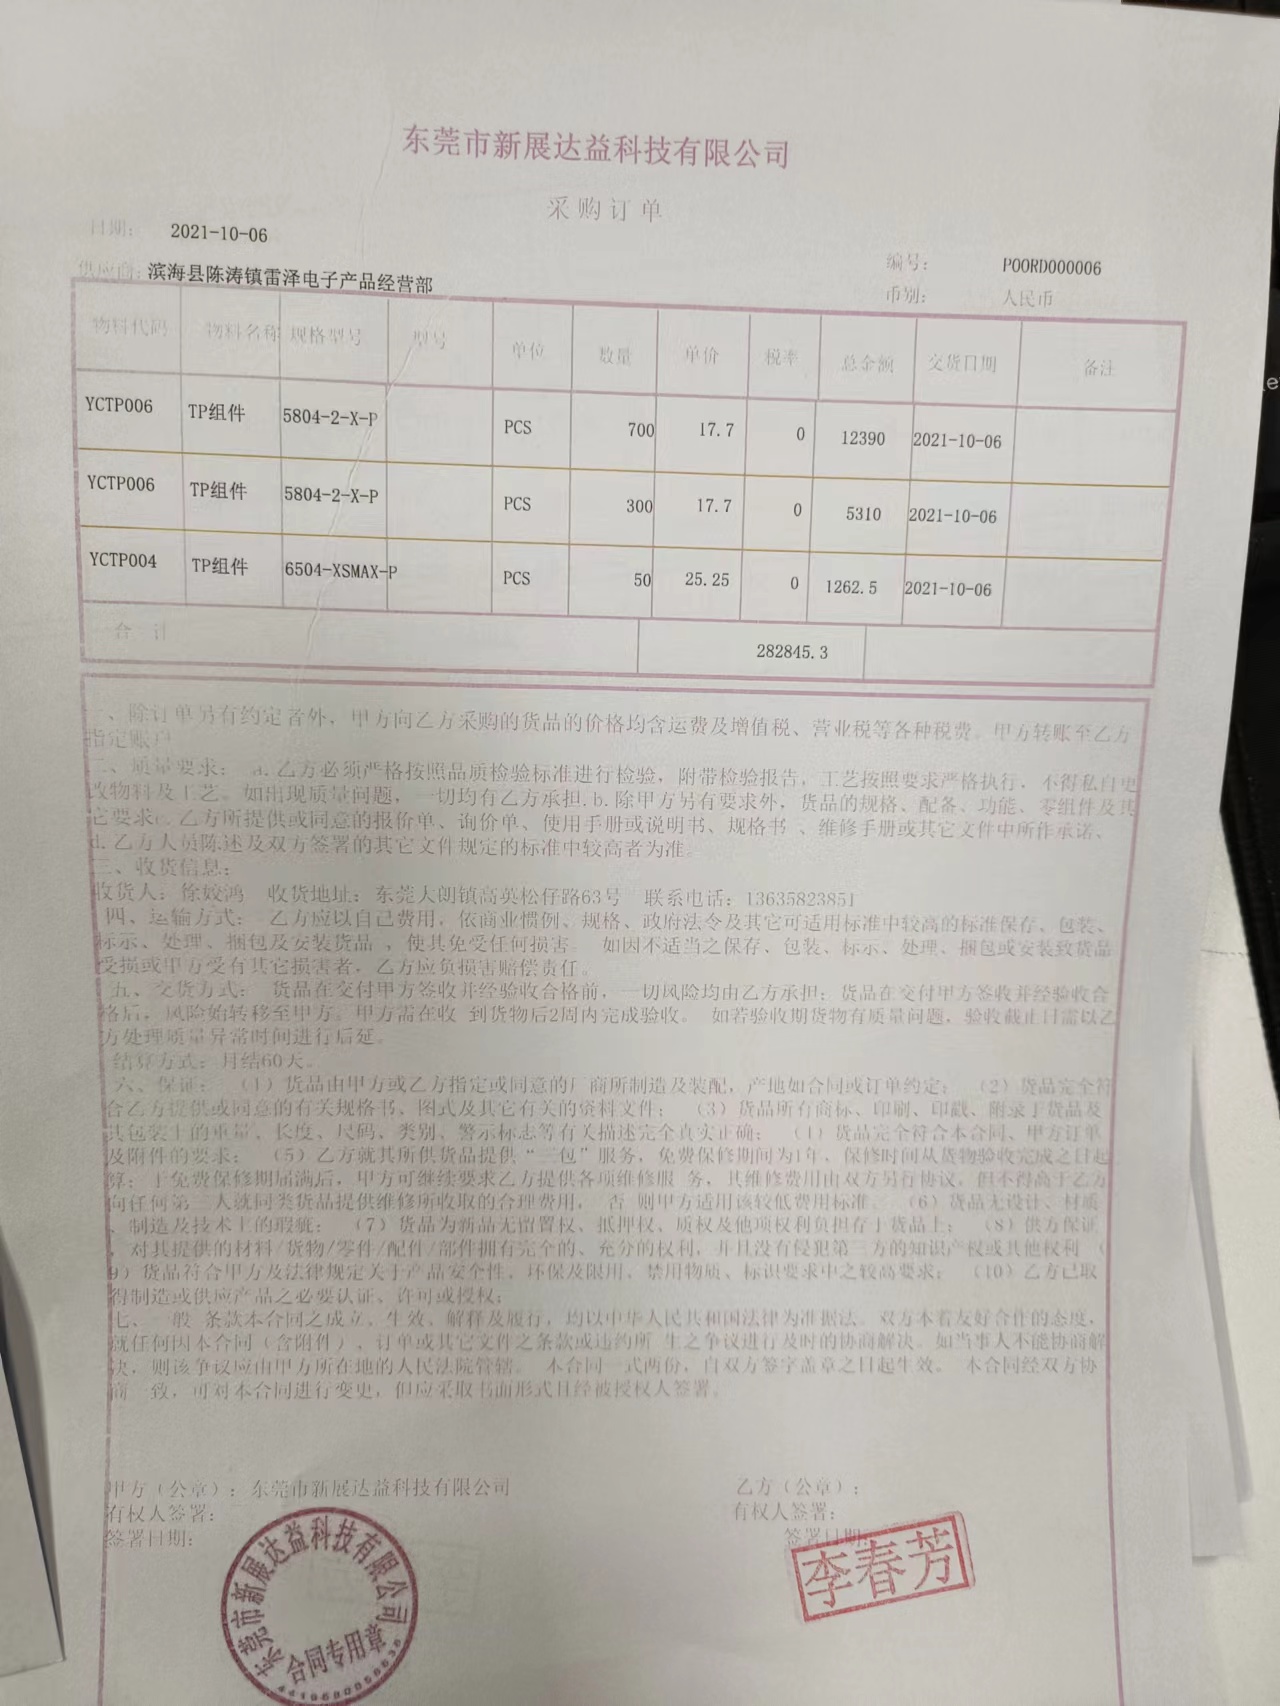 东莞市新展达益科技有限公司
采购订单
日期： 2021-10-06
编号： POORD000006
供应商：滨海县陈涛镇雷泽电子产品经营部
币别： 人民币
物料代码 物料名称 规格型号 型号 单位 数量 单价 税率 总金额 交货日期 备注
YCTP006 TP组件 5804-2-X-P PCS 700 17.7 0 12390 2021-10-06
YCTP006 TP组件 5804-2-X-P PCS 300 17.7 0 5310 2021-10-06
YCTP004 TP组件 6504-XSMAX-P PCS 50 25.25 0 1262.5 2021-10-06
合 计 282845.3
一、除订单另有约定者外，甲方向乙方采购的货品的价格均含运费及增值税、营业税等各种税费。甲方转账至乙方
指定账户
二、质量要求： a.乙方必须严格按照品质检验标准进行检验，附带检验报告，工艺按照要求严格执行，不得私自更
改物料及工艺。如出现质量问题，一切均有乙方承担.b.除甲方另有要求外，货品的规格、配备、功能、零组件及其
它要求c.乙方所提供或同意的报价单、询价单、使用手册或说明书、规格书 、维修手册或其它文件中所作承诺、
d.乙方人员陈述及双方签署的其它文件规定的标准中较高者为准。
三、收货信息：
收货人：徐姣鸿 收货地址：东莞大朗镇高英松仔路63号 联系电话：13635823851
四、运输方式： 乙方应以自己费用，依商业惯例、规格、政府法令及其它可适用标准中较高的标准保存、包装、
标示、处理、捆包及安装货品 ，使其免受任何损害 如因不适当之保存、包装、标示、处理、捆包或安装致货品
受损或甲方受有其它损害者，乙方应负损害赔偿责任。
五、交货方式： 货品在交付甲方签收并经验收合格前，一切风险均由乙方承担；货品在交付甲方签收并经验收合
格后，风险始转移至甲方。甲方需在收 到货物后2周内完成验收。 如若验收期货物有质量问题，验收截止日需以乙
方处理质量异常时间进行后延。
结算方式：月结60天。
六、保证： （1）货品由甲方或乙方指定或同意的厂商所制造及装配，产地如合同或订单约定； （2）货品完全符
合乙方提供或同意的有关规格书、图式及其它有关的资料文件； （3）货品所有商标、印刷、印戳、附录于货品及
其包装上的重量、长度、尺码、类别、警示标志等有关描述完全真实正确； （4）货品完全符合本合同、甲方订单
及附件的要求； （5）乙方就其所供货品提供“三包”服务，免费保修期间为1年，保修时间从货物验收完成之日起
算；于免费保修期届满后，甲方可继续要求乙方提供各项维修服 务，其维修费用由双方另行协议，但不得高于乙方
向任何第三人就同类货品提供维修所收取的合理费用， 否 则甲方适用该较低费用标准。 （6）货品无设计、材质
、制造及技术上的瑕疵； （7）货品为新品无留置权、抵押权、质权及他项权利负担存于货品上； （8）供方保证
，对其提供的材料/货物/零件/配件/部件拥有完全的、充分的权利，并且没有侵犯第三方的知识产权或其他权利 （
9）货品符合甲方及法律规定关于产品安全性，环保及限用、禁用物质、标识要求中之较高要求； （10）乙方已取
得制造或供应产品之必要认证、许可或授权；
七、一般 条款本合同之成立、生效、解释及履行，均以中华人民共和国法律为准据法。双方本着友好合作的态度，
就任何因本合同（含附件）、订单或其它文件之条款或违约所 生之争议进行及时的协商解决。如当事人不能协商解
决，则该争议应由甲方所在地的人民法院管辖。 本合同一式两份，自双方签字盖章之日起生效。 本合同经双方协
商一致，可对本合同进行变更，但应采取书面形式且经被授权人签署。
甲方（公章）：东莞市新展达益科技有限公司
乙方（公章）：
有权人签署：
有权人签署：
签署日期：
签署日期：
东莞市新展达益科技有限公司
合同专用章
李春芳